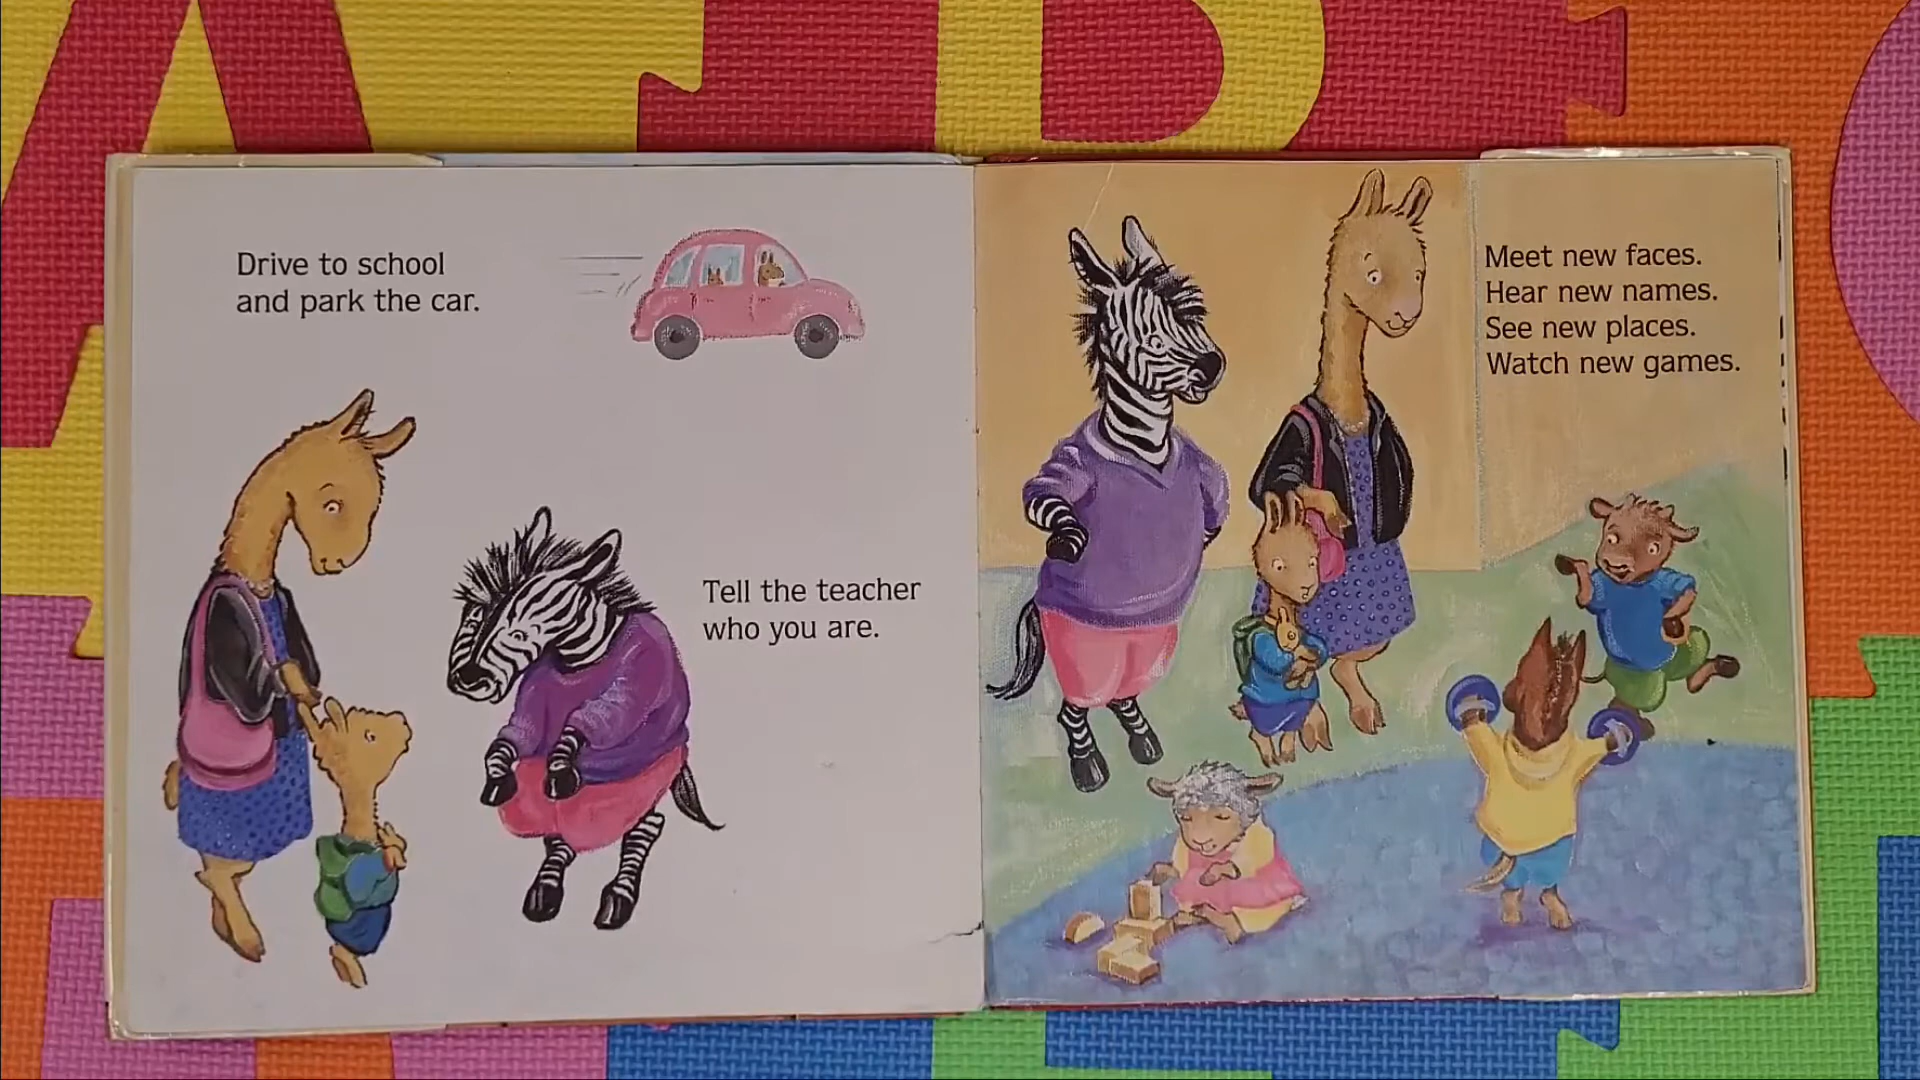 Drive to school
and park the car.
Tell the teacher
who you are.
Meet new faces.
Hear new names.
See new places.
Watch new games.